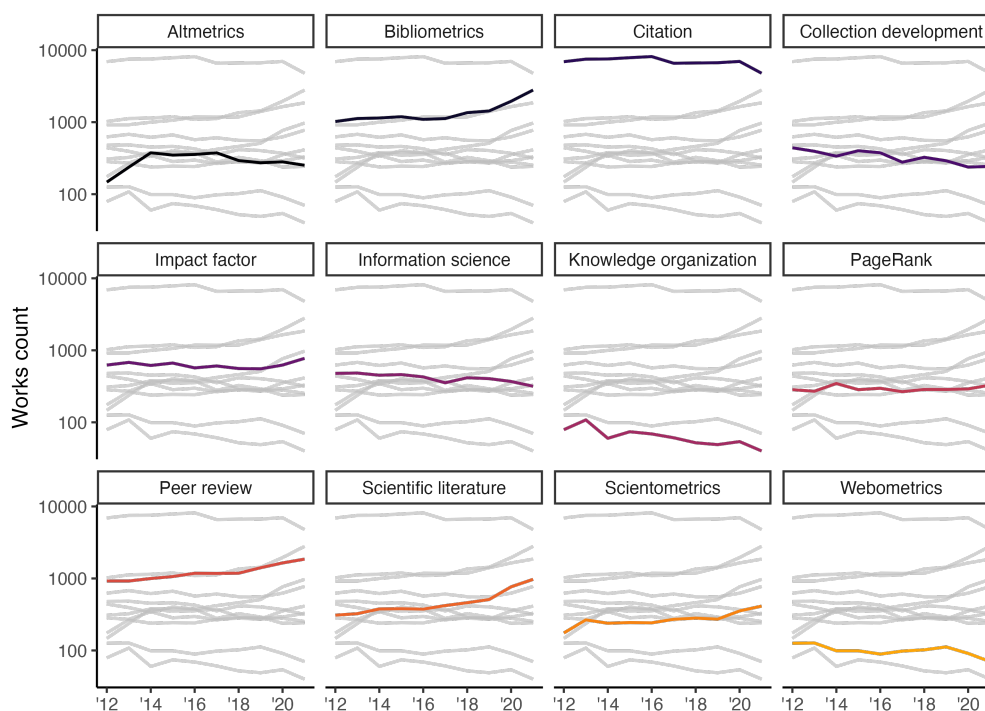 Altmetrics Bibliometrics Citation Collection development
10000
1000
100
Impact factor Information science Knowledge organization PageRank
10000
1000
100
Works count
Peer review Scientific literature Scientometrics Webometrics
10000
1000
100
'12 '14 '16 '18 '20 '12 '14 '16 '18 '20 '12 '14 '16 '18 '20 '12 '14 '16 '18 '20